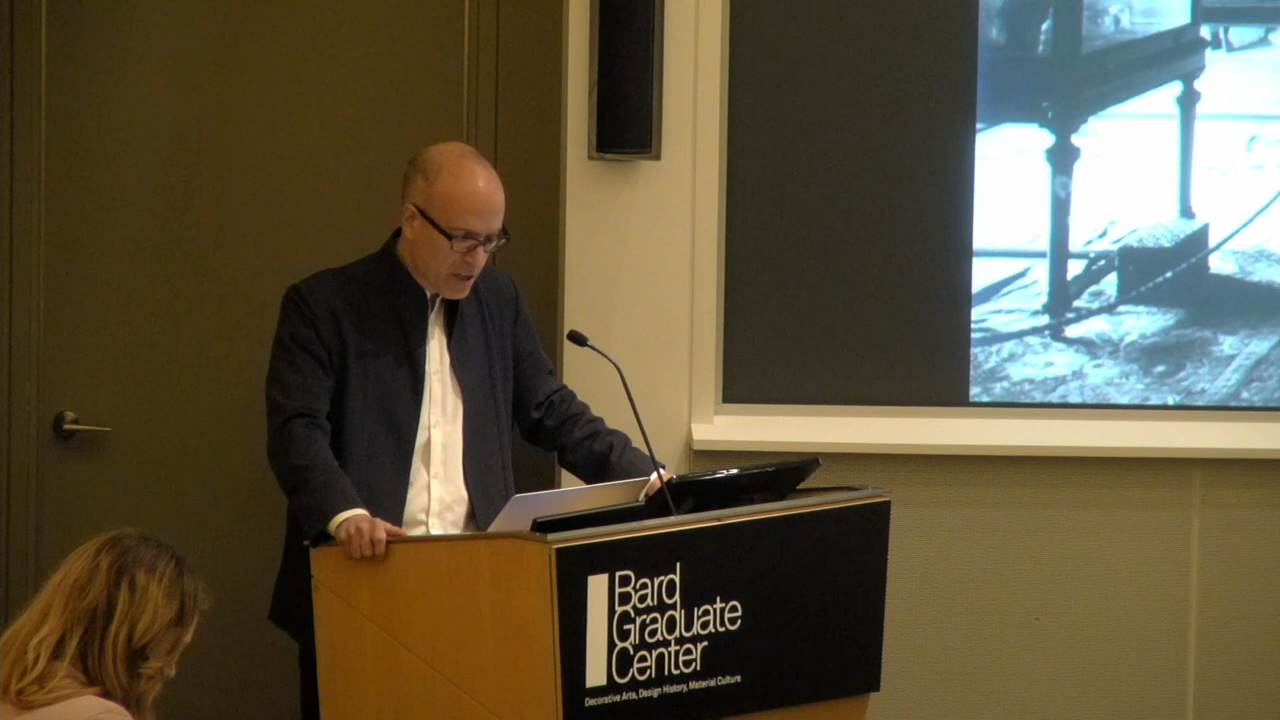 Bard
Graduate
Center
Decorative Arts, Design History, Material Culture